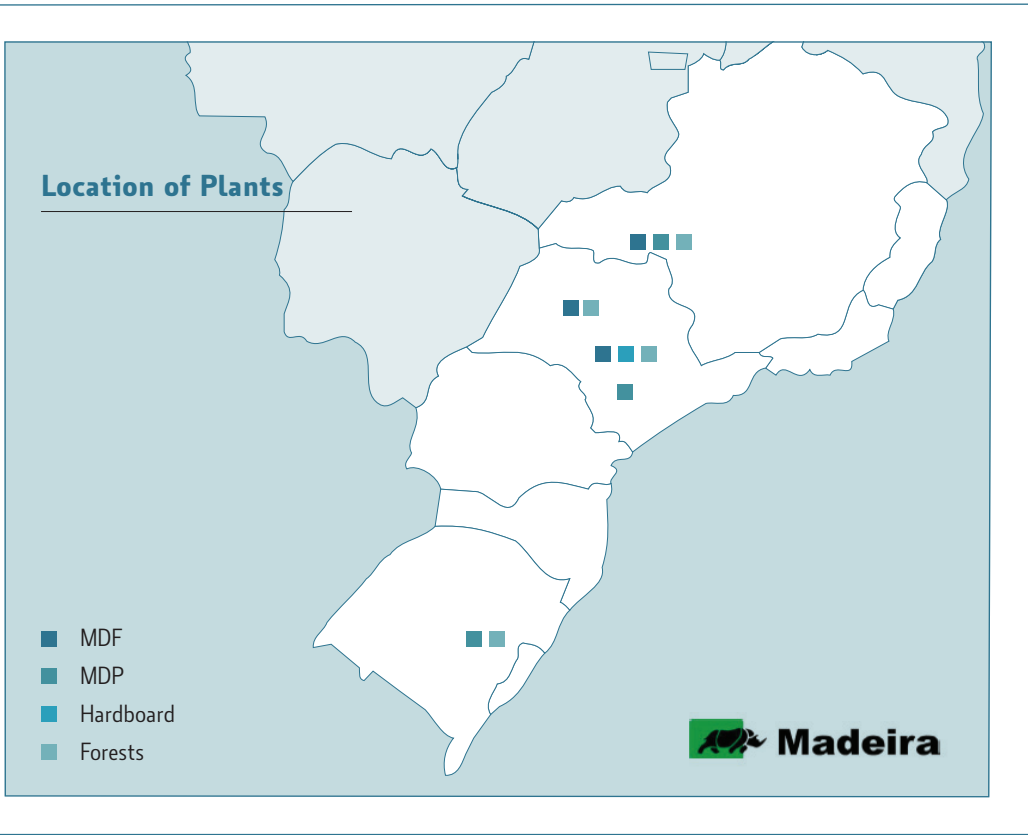 Location of Plants
MDF
MDP
Hardboard
Forests
Madeira